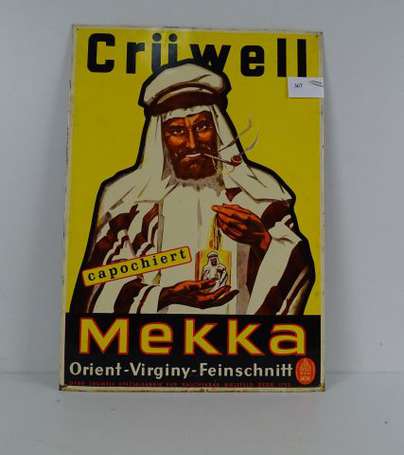 Crüwell
capochiert
Mekka
Orient-Virginy-Feinschnitt